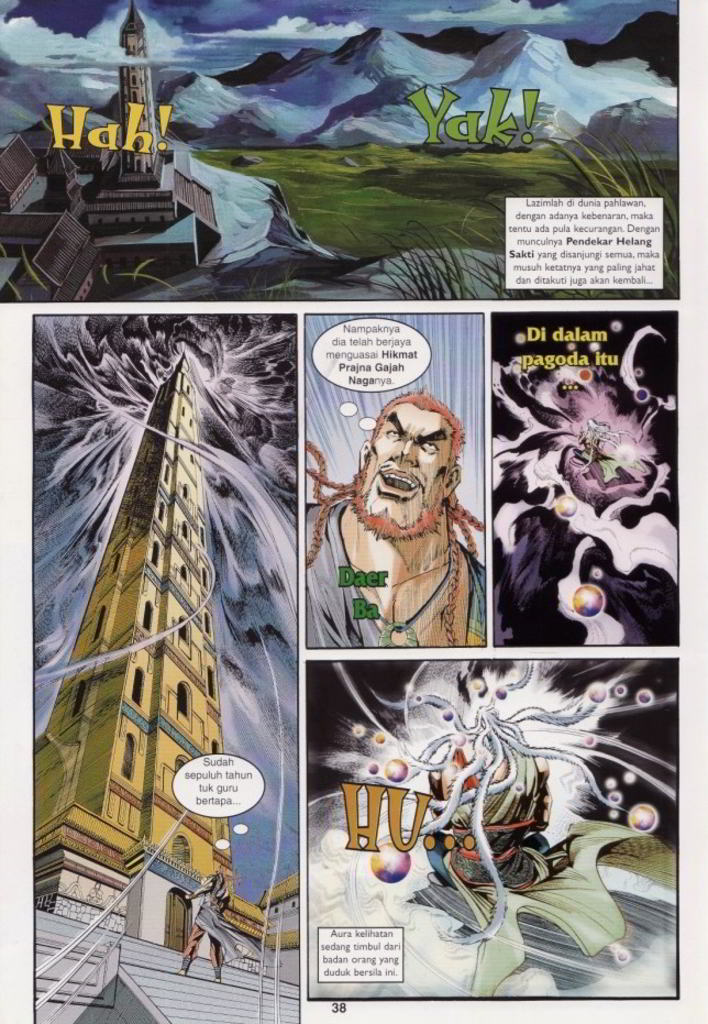 Hah!
Yak!
Lazimlah di dunia pahlawan,
dengan adanya kebenaran, maka
tentu ada pula kecurangan. Dengan
munculnya Pendekar Helang
Sakti yang disanjungi semua, maka
musuh ketatnya yang paling jahat
dan ditakuti juga akan kembali...
Sudah
sepuluh tahun
tuk guru
bertapa...
Nampaknya
dia telah berjaya
menguasai Hikmat
Prajna Gajah
Naganya.
Daer
Ba
Di dalam
pagoda itu
...
HU...
Aura kelihatan
sedang timbul dari
badan orang yang
duduk bersila ini.
38